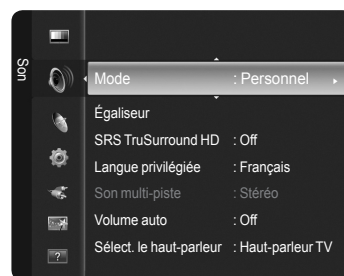 Son
Mode : Personnel
Égaliseur
SRS TruSurround HD : Off
Langue privilégiée : Français
Son multi-piste : Stéréo
Volume auto : Off
Sélect. le haut-parleur : Haut-parleur TV
?